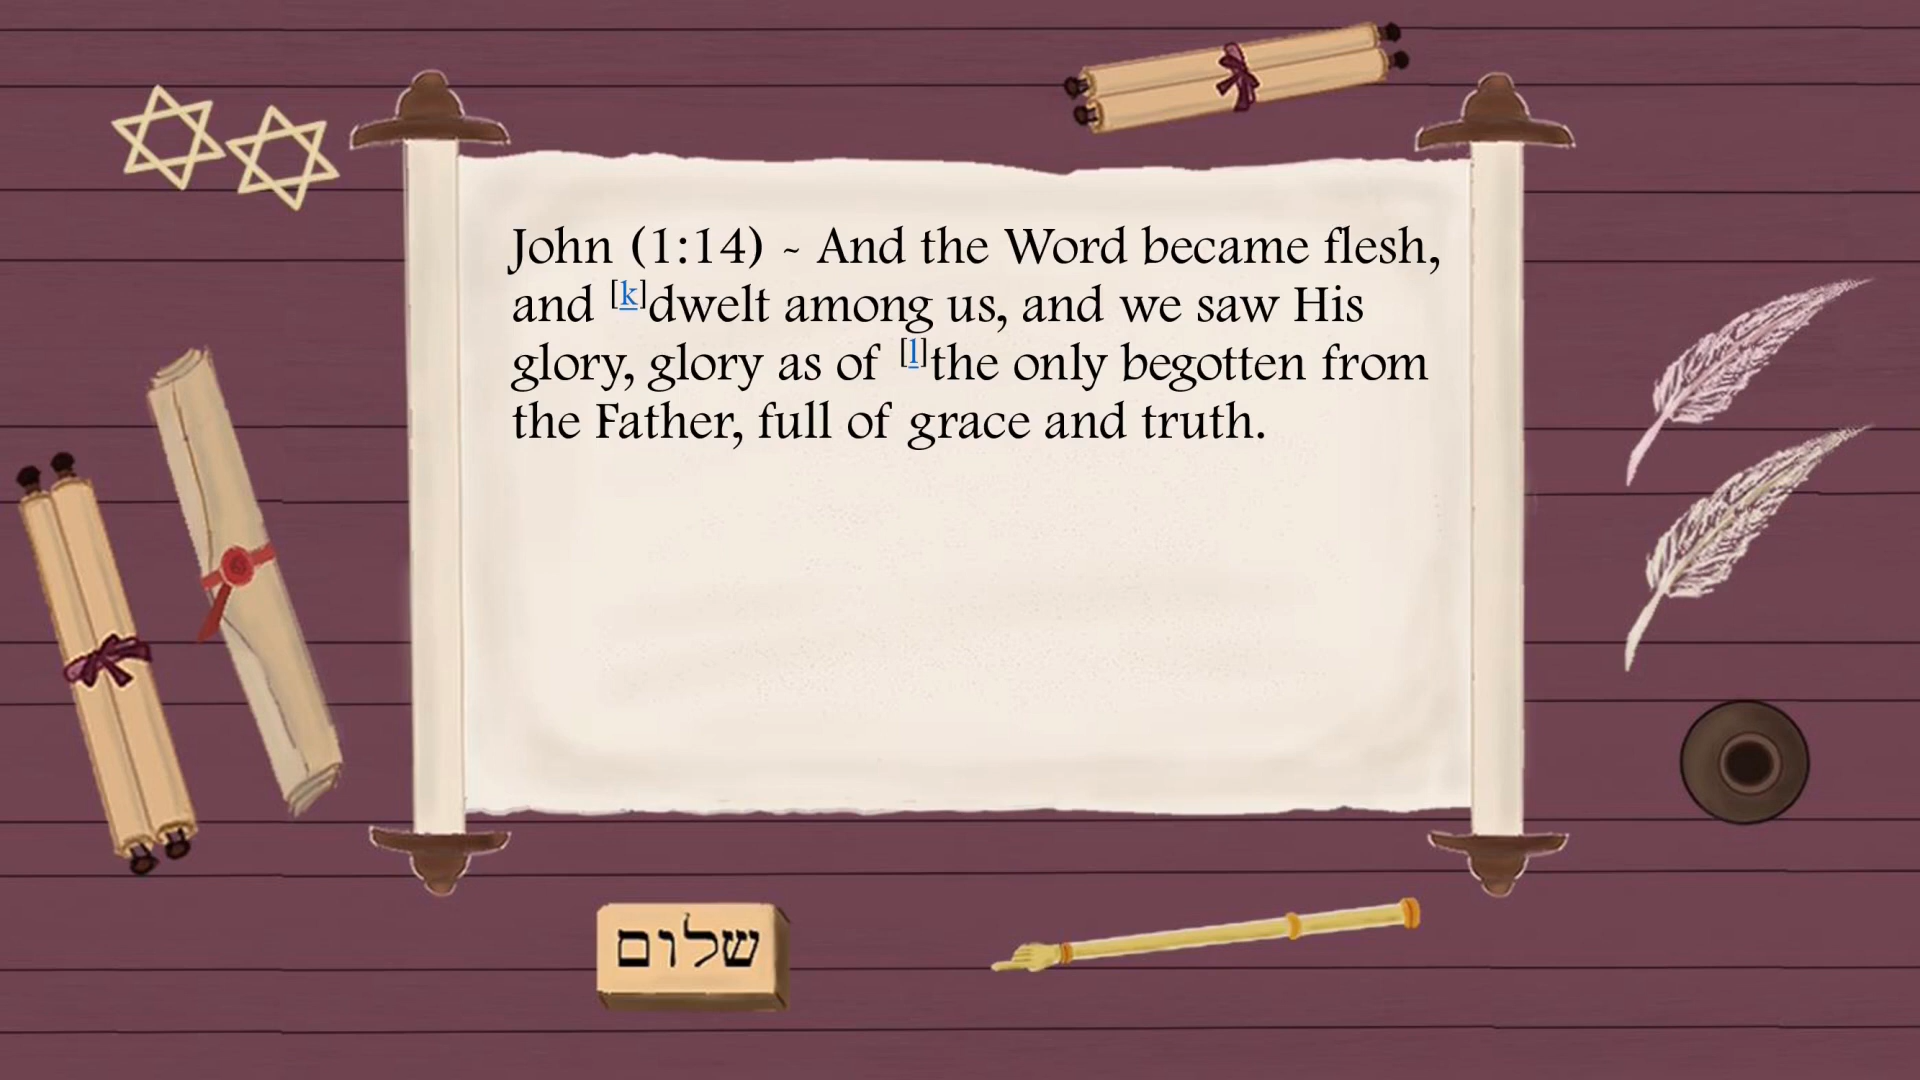 John (1:14) ~ And the Word became flesh,
and [k]dwelt among us, and we saw His
glory, glory as of [l]the only begotten from
the Father, full of grace and truth.
שלום